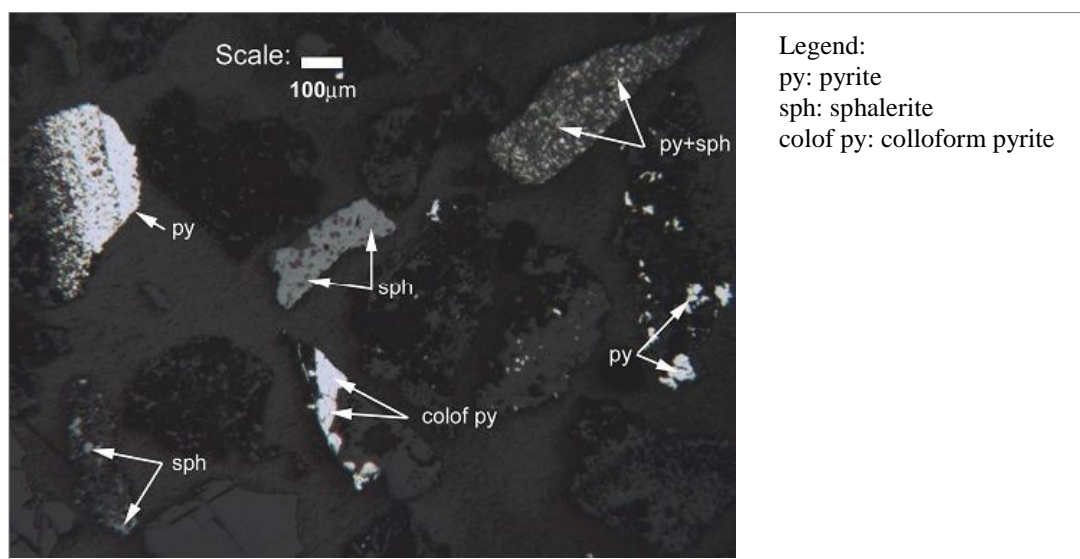 Scale:
100µm
py+sph
py
sph
py
colof py
sph
Legend:
py: pyrite
sph: sphalerite
colof py: colloform pyrite